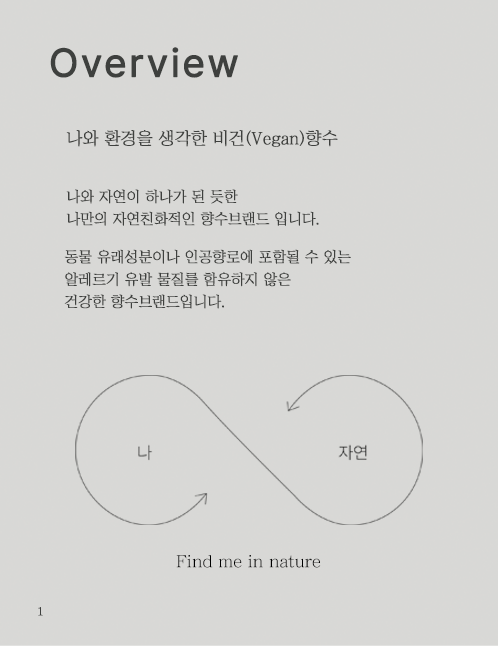 Overview
나와 환경을 생각한 비건(Vegan)향수
나와 자연이 하나가 된 듯한
나만의 자연친화적인 향수브랜드 입니다.
동물 유래성분이나 인공향로에 포함될 수 있는
알레르기 유발 물질를 함유하지 않은
건강한 향수브랜드입니다.
나
자연
Find me in nature
1